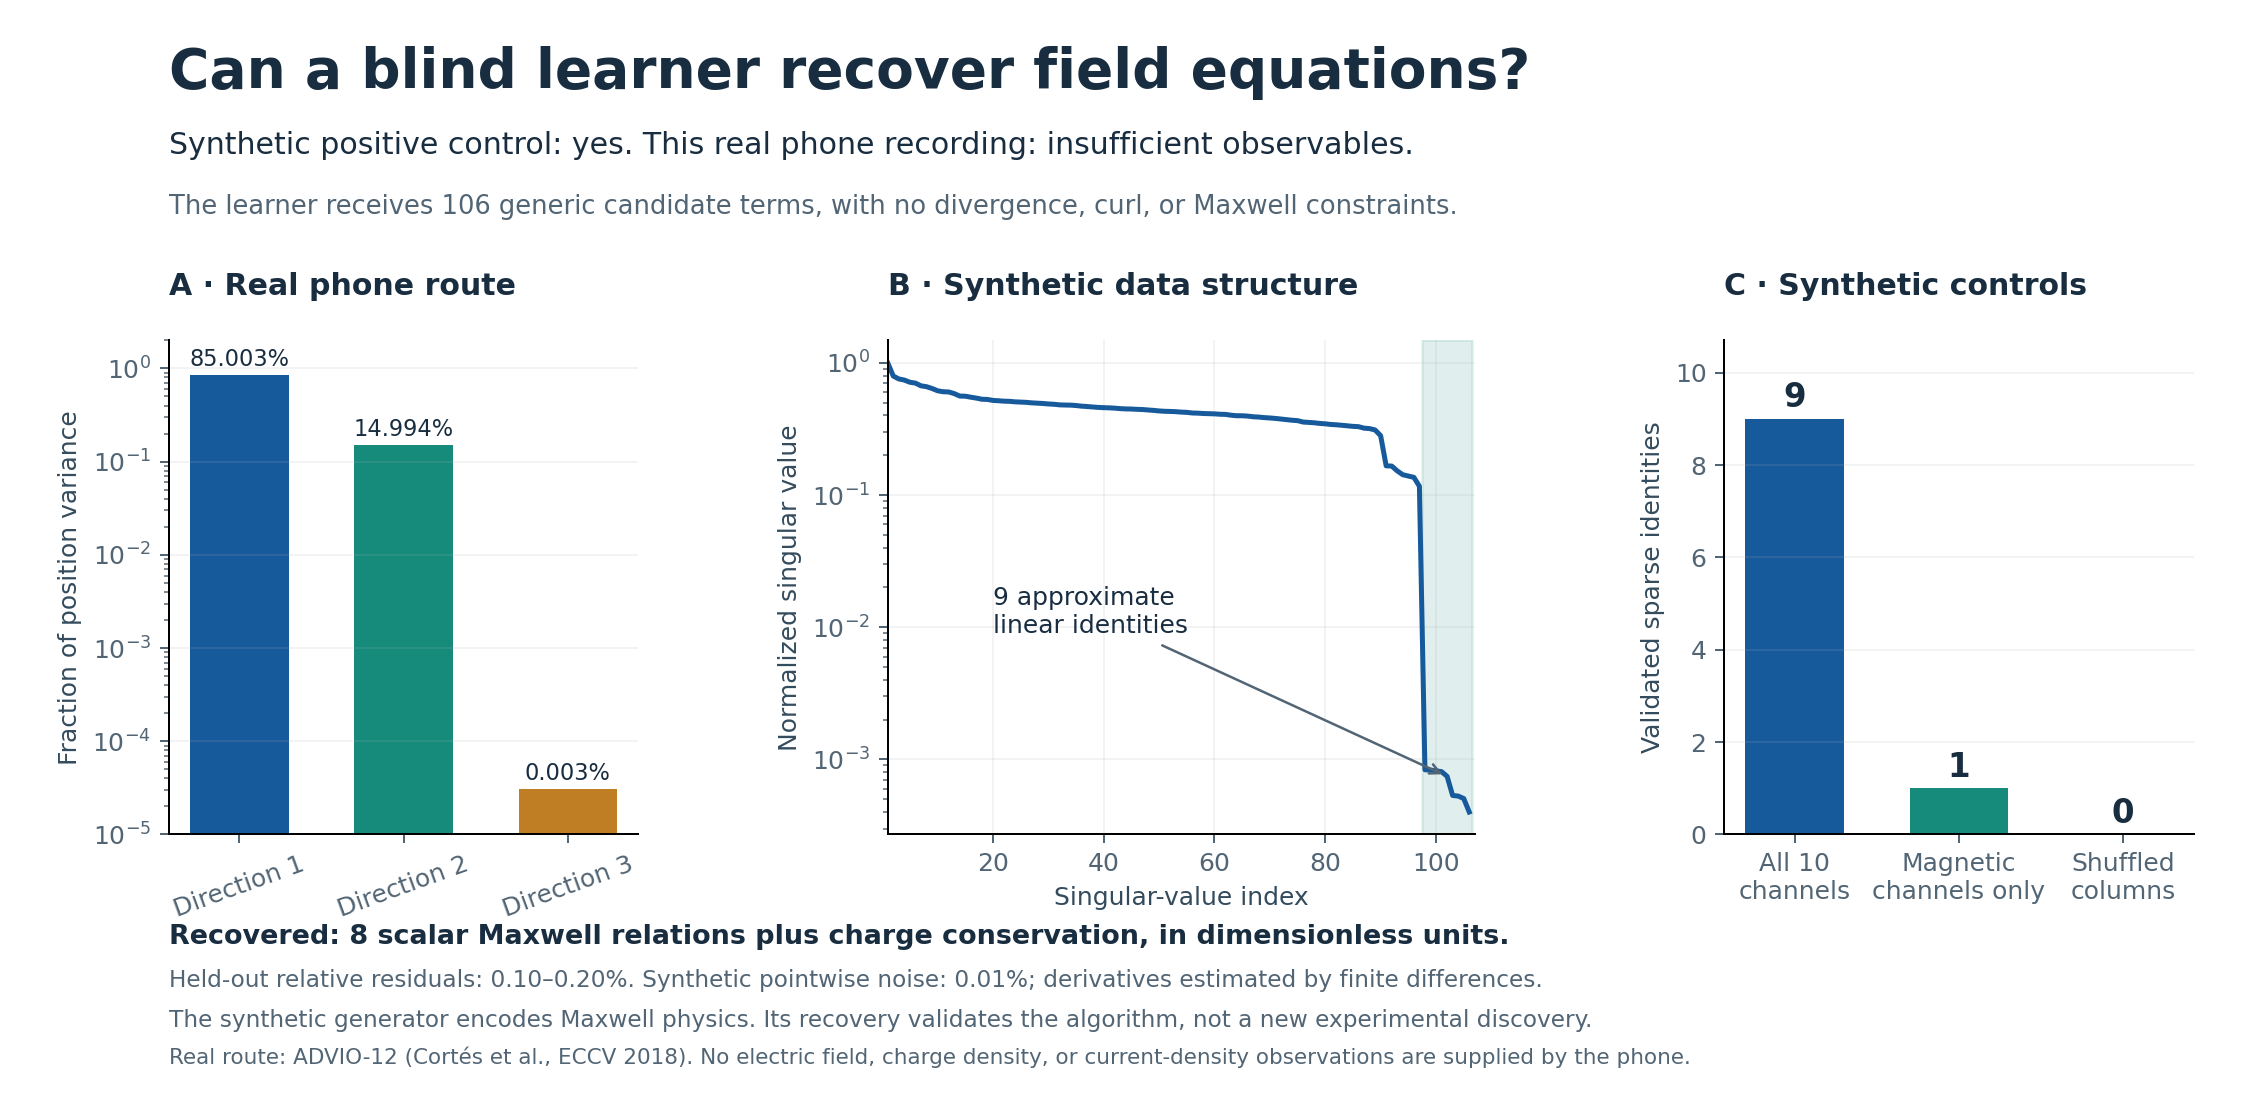 Can a blind learner recover field equations?
Synthetic positive control: yes. This real phone recording: insufficient observables.
The learner receives 106 generic candidate terms, with no divergence, curl, or Maxwell constraints.
A · Real phone route
Fraction of position variance
10⁰
10⁻¹
10⁻²
10⁻³
10⁻⁴
10⁻⁵
85.003%
14.994%
0.003%
Direction 1
Direction 2
Direction 3
B · Synthetic data structure
Normalized singular value
10⁰
10⁻¹
10⁻²
10⁻³
9 approximate
linear identities
20 40 60 80 100
Singular-value index
C · Synthetic controls
Validated sparse identities
10
8
6
4
2
0
9
1
0
All 10
channels
Magnetic
channels only
Shuffled
columns
Recovered: 8 scalar Maxwell relations plus charge conservation, in dimensionless units.
Held-out relative residuals: 0.10–0.20%. Synthetic pointwise noise: 0.01%; derivatives estimated by finite differences.
The synthetic generator encodes Maxwell physics. Its recovery validates the algorithm, not a new experimental discovery.
Real route: ADVIO-12 (Cortés et al., ECCV 2018). No electric field, charge density, or current-density observations are supplied by the phone.